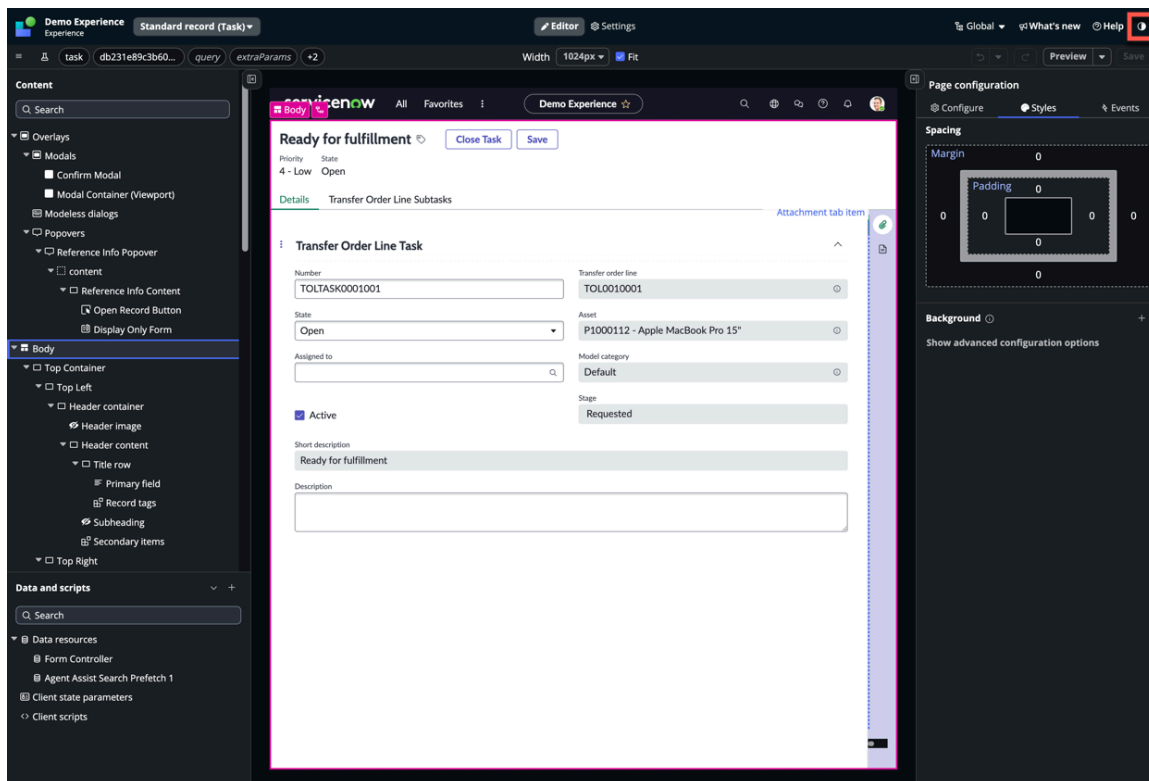 Demo Experience
Experience
Standard record (Task)
Editor
Settings
Global
What's new
Help
task
db231e89c3b60...
query
extraParams
+2
Width
1024px
Fit
Preview
Save
Content
Search
Overlays
Modals
Confirm Modal
Modal Container (Viewport)
Modeless dialogs
Popovers
Reference Info Popover
content
Reference Info Content
Open Record Button
Display Only Form
Body
Top Container
Top Left
Header container
Header image
Header content
Title row
Primary field
Record tags
Subheading
Secondary items
Top Right
Data and scripts
Search
Data resources
Form Controller
Agent Assist Search Prefetch 1
Client state parameters
Client scripts
servicenow
All
Favorites
Demo Experience
Body
Ready for fulfillment
Close Task
Save
Priority
State
4 - Low
Open
Details
Transfer Order Line Subtasks
Attachment tab item
Transfer Order Line Task
Number
TOLTASK0001001
Transfer order line
TOL0010001
State
Open
Asset
P1000112 - Apple MacBook Pro 15"
Assigned to
Model category
Default
Active
Stage
Requested
Short description
Ready for fulfillment
Description
Page configuration
Configure
Styles
Events
Spacing
Margin
0
Padding
0
0
0
0
0
0
0
Background
Show advanced configuration options